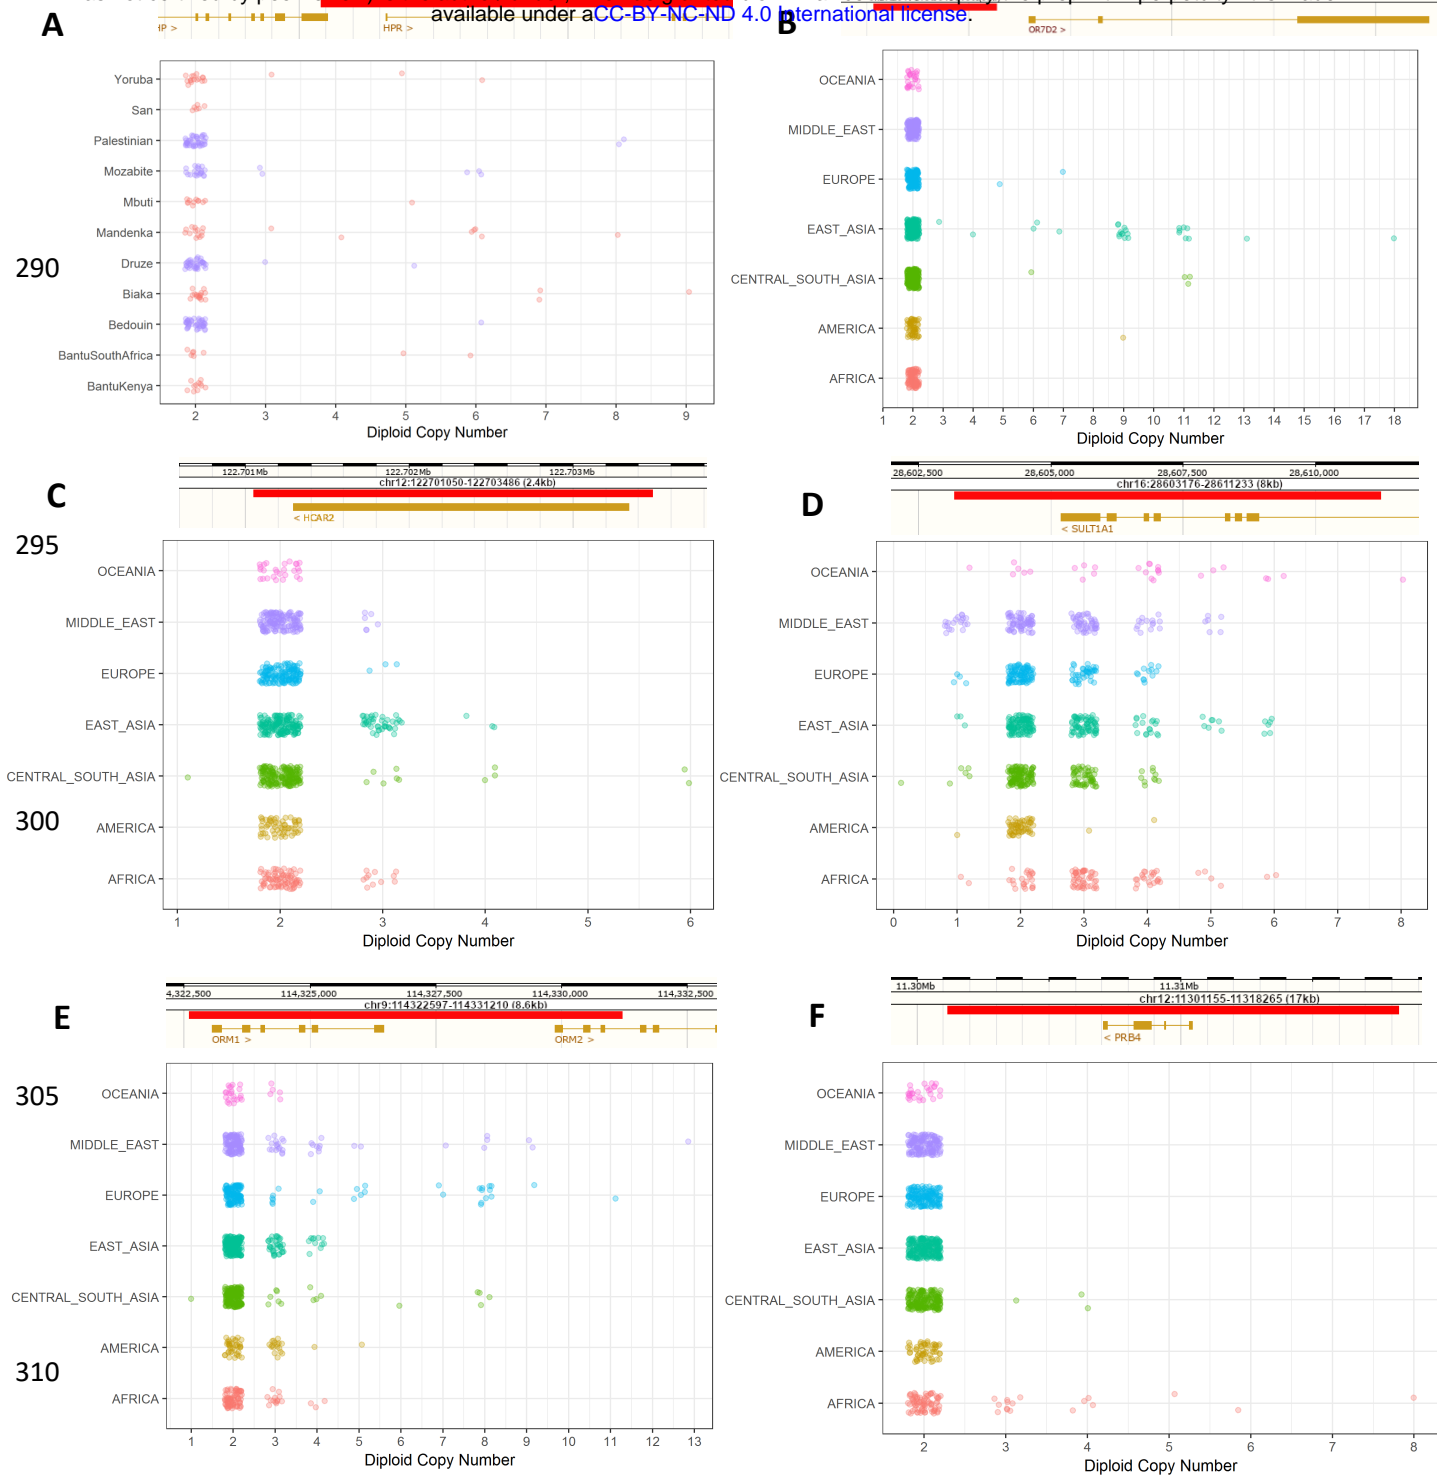 available under aCC-BY-NC-ND 4.0 International license.
A
HPR >
Yoruba
San
Palestinian
Mozabite
Mbuti
Mandenka
Druze
Biaka
Bedouin
BantuSouthAfrica
BantuKenya
2 3 4 5 6 7 8 9
Diploid Copy Number
290
B
OR7D2 >
OCEANIA
MIDDLE_EAST
EUROPE
EAST_ASIA
CENTRAL_SOUTH_ASIA
AMERICA
AFRICA
1 2 3 4 5 6 7 8 9 10 11 12 13 14 15 16 17 18
Diploid Copy Number
C
122.701Mb 122.702Mb 122.703Mb
chr12:122701050-122703486 (2.4kb)
< HCAR2
295
OCEANIA
MIDDLE_EAST
EUROPE
EAST_ASIA
CENTRAL_SOUTH_ASIA
AMERICA
AFRICA
300
1 2 3 4 5 6
Diploid Copy Number
D
28,602,500 28,605,000 28,607,500 28,610,000
chr16:28603176-28611233 (8kb)
< SULT1A1
OCEANIA
MIDDLE_EAST
EUROPE
EAST_ASIA
CENTRAL_SOUTH_ASIA
AMERICA
AFRICA
0 1 2 3 4 5 6 7 8
Diploid Copy Number
E
4,322,500 114,325,000 114,327,500 114,330,000 114,332,500
chr9:114322597-114331210 (8.6kb)
ORM1 > ORM2 >
305
OCEANIA
MIDDLE_EAST
EUROPE
EAST_ASIA
CENTRAL_SOUTH_ASIA
AMERICA
AFRICA
310
1 2 3 4 5 6 7 8 9 10 11 12 13
Diploid Copy Number
F
11.30Mb 11.31Mb
chr12:11301155-11318265 (17kb)
< PRB4
OCEANIA
MIDDLE_EAST
EUROPE
EAST_ASIA
CENTRAL_SOUTH_ASIA
AMERICA
AFRICA
2 3 4 5 6 7 8
Diploid Copy Number